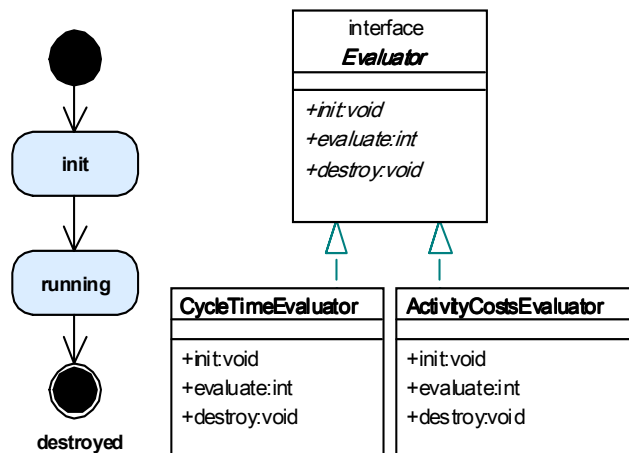 init
running
destroyed
interface
Evaluator
+init:void
+evaluate:int
+destroy:void
CycleTimeEvaluator
+init:void
+evaluate:int
+destroy:void
ActivityCostsEvaluator
+init:void
+evaluate:int
+destroy:void